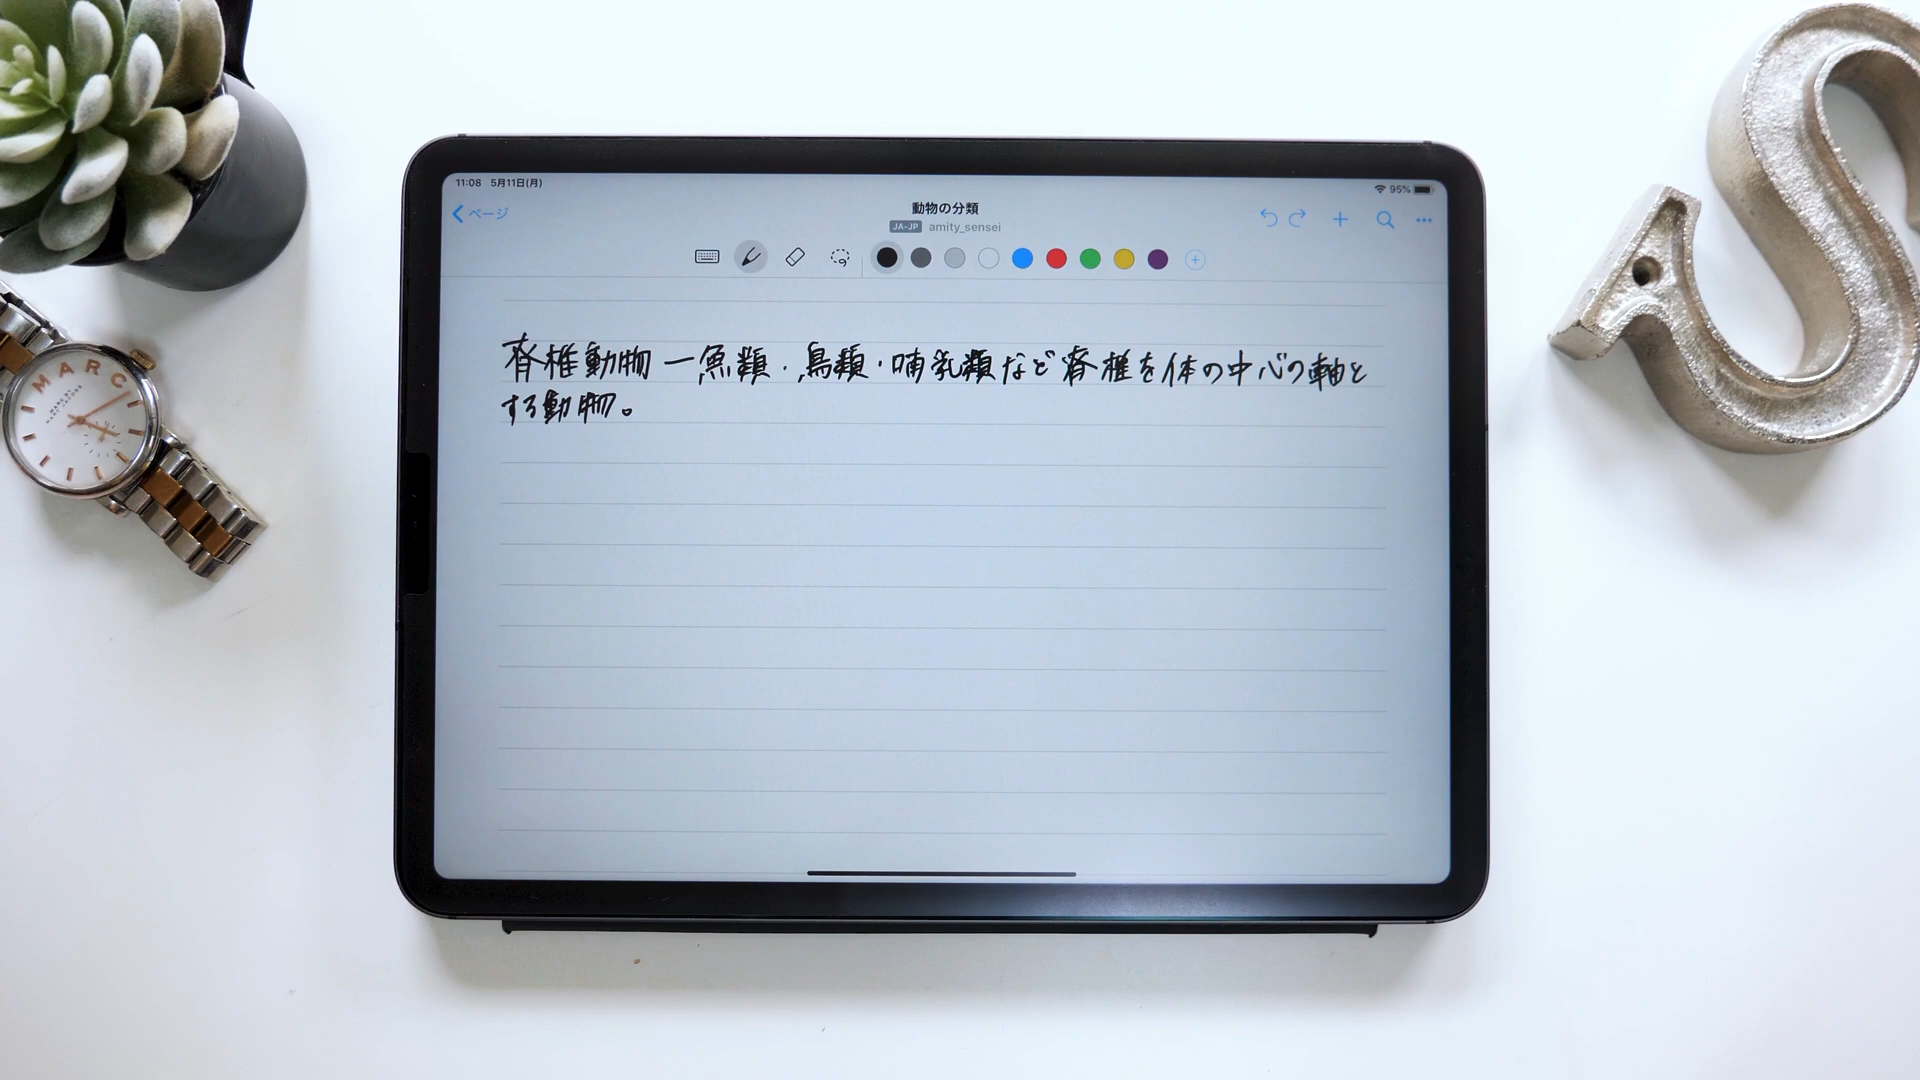 11:08 5月11日(月)
95%
ページ
動物の分類
JA-JP amity_sensei
脊椎動物 ー魚類・鳥類・哺乳類など脊椎を体の中心の軸と
する動物。
MARC